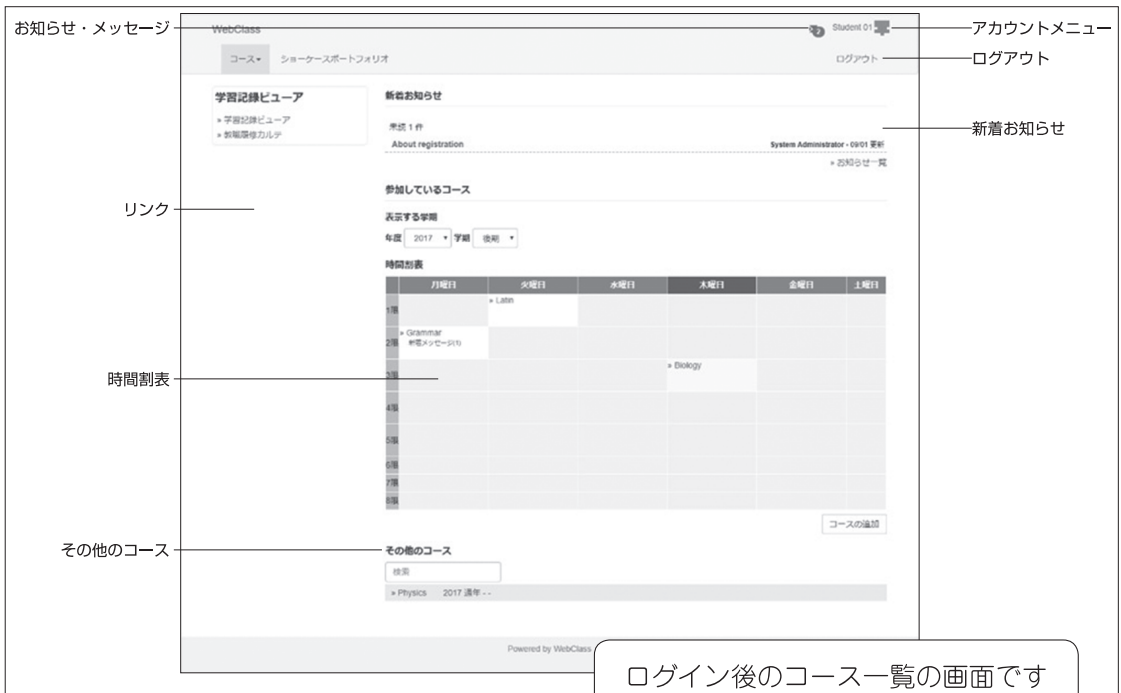 お知らせ・メッセージ
WebClass
Student 01
アカウントメニュー
コース ショーケースポートフォリオ
ログアウト
ログアウト
学習記録ビューア
» 学習記録ビューア
» 教職履修カルテ
新着お知らせ
未読 1 件
新着お知らせ
About registration
System Administrator - 09/01 更新
» お知らせ一覧
リンク
参加しているコース
表示する学期
年度 2017 学期 後期
時間割表
月曜日 火曜日 水曜日 木曜日 金曜日 土曜日
1限 » Latin
2限 » Grammar
新着メッセージ(1)
時間割表
3限 » Biology
4限
5限
6限
7限
8限
コースの追加
その他のコース
その他のコース
検索
» Physics 2017 通年 - -
Powered by WebClass
ログイン後のコース一覧の画面です